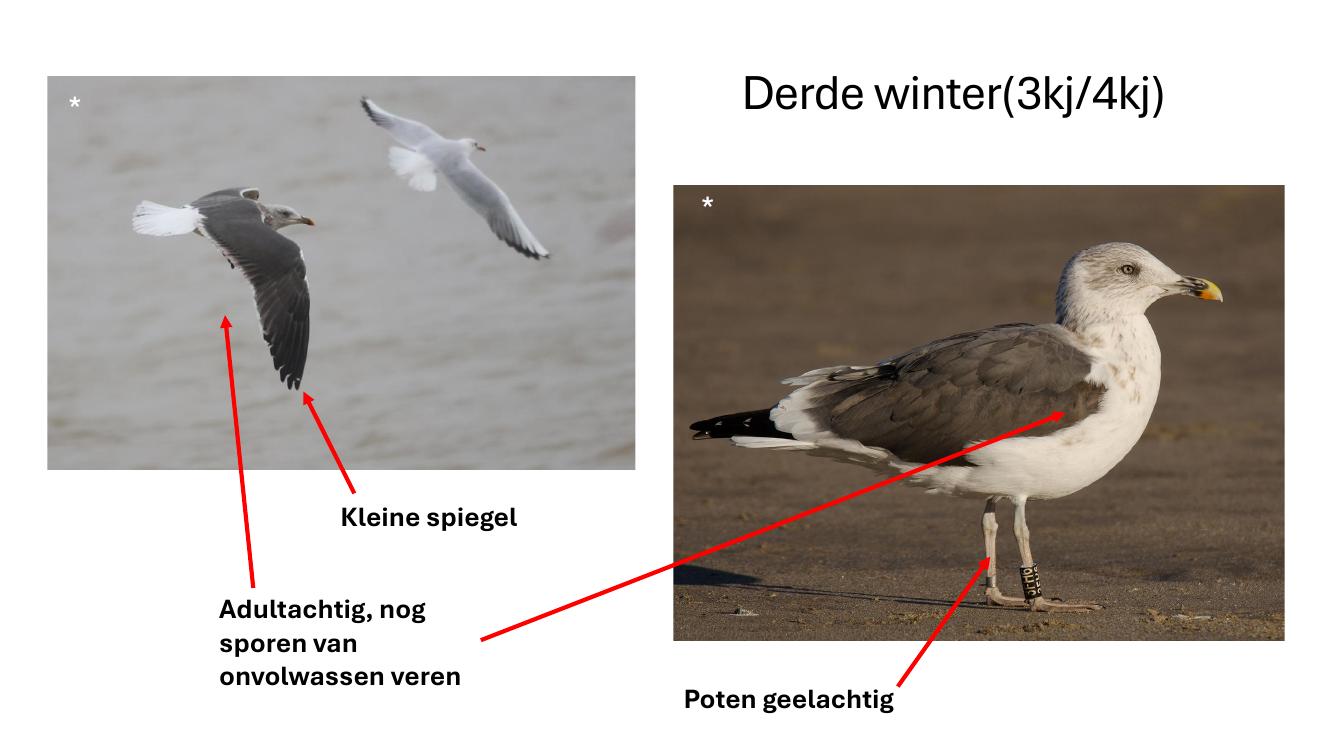 Derde winter(3kj/4kj)
*
*
Kleine spiegel
Adultachtig, nog
sporen van
onvolwassen veren
Poten geelachtig